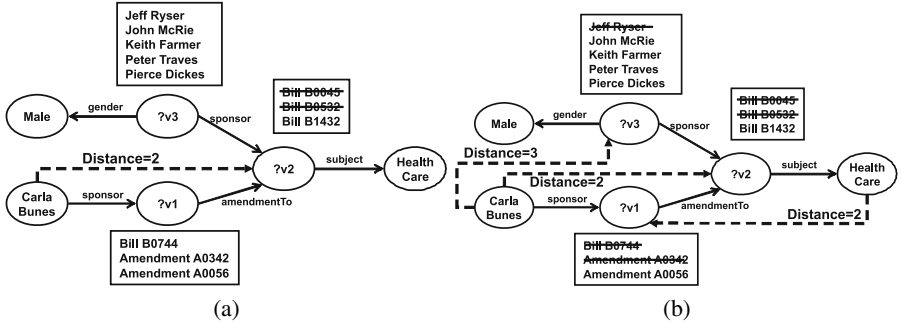 Jeff Ryser
John McRie
Keith Farmer
Peter Traves
Pierce Dickes
Bill B0045
Bill B0532
Bill B1432
Male
gender
?v3
sponsor
Distance=2
?v2
subject
Health
Care
Carla
Bunes
sponsor
?v1
amendmentTo
Bill B0744
Amendment A0342
Amendment A0056
(a)
Jeff Ryser
John McRie
Keith Farmer
Peter Traves
Pierce Dickes
Bill B0045
Bill B0532
Bill B1432
Male
gender
?v3
sponsor
Distance=3
Distance=2
?v2
subject
Health
Care
Carla
Bunes
sponsor
?v1
amendmentTo
Distance=2
Bill B0744
Amendment A0342
Amendment A0056
(b)